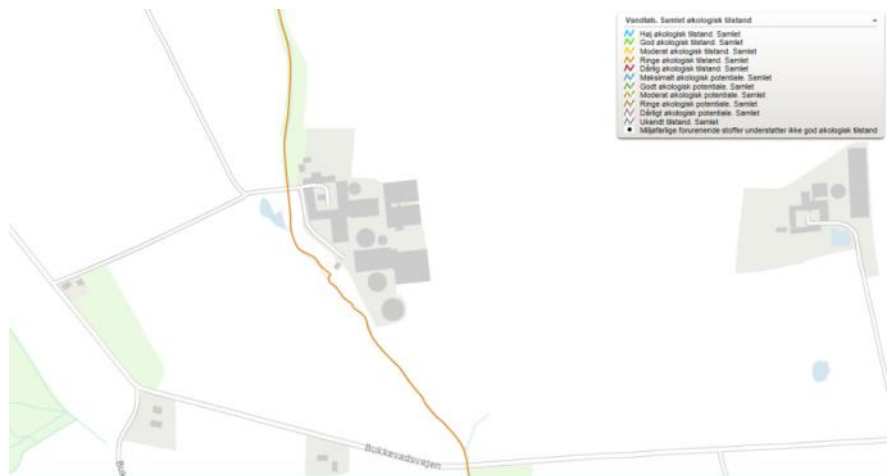 Vandløb. Samlet økologisk tilstand
Høj økologisk tilstand. Samlet
God økologisk tilstand. Samlet
Moderat økologisk tilstand. Samlet
Ringe økologisk tilstand. Samlet
Dårlig økologisk tilstand. Samlet
Maksimalt økologisk potentiale. Samlet
Godt økologisk potentiale. Samlet
Moderat økologisk potentiale. Samlet
Ringe økologisk potentiale. Samlet
Dårligt økologisk potentiale. Samlet
Ukendt tilstand. Samlet
Miljøfarlige forurenende stoffer understøtter ikke god økologisk tilstand
Bukkevadsvejen